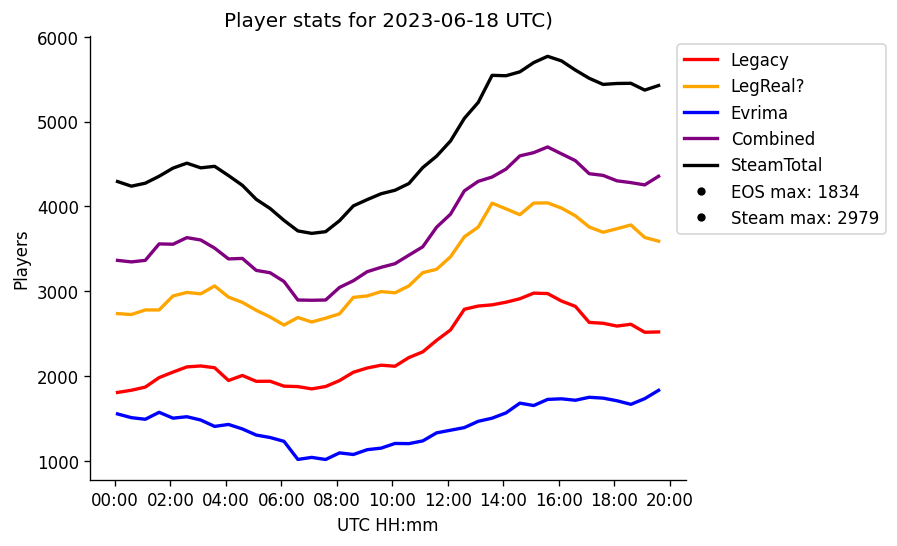 Player stats for 2023-06-18 UTC)
6000
5000
4000
3000
2000
1000
Players
00:00 02:00 04:00 06:00 08:00 10:00 12:00 14:00 16:00 18:00 20:00
UTC HH:mm
Legacy
LegReal?
Evrima
Combined
SteamTotal
EOS max: 1834
Steam max: 2979